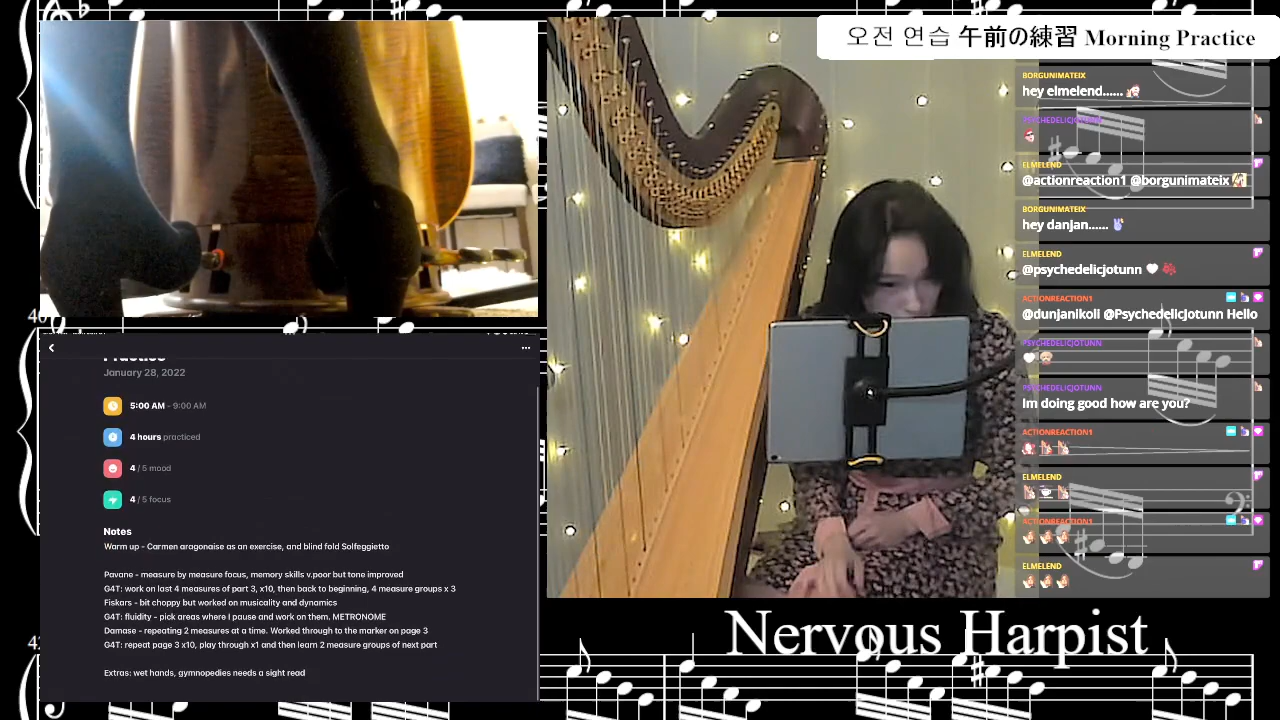 오전 연습 午前の練習 Morning Practice
Practice
January 28, 2022
5:00 AM - 9:00 AM
4 hours practiced
4 / 5 mood
4 / 5 focus
Notes
Warm up - Carmen aragonaise as an exercise, and blind fold Solfeggietto
Pavane - measure by measure focus, memory skills v.poor but tone improved
G4T: work on last 4 measures of part 3, x10, then back to beginning, 4 measure groups x 3
Fiskars - bit choppy but worked on musicality and dynamics
G4T: fluidity - pick areas where I pause and work on them. METRONOME
Damase - repeating 2 measures at a time. Worked through to the marker on page 3
G4T: repeat page 3 x10, play through x1 and then learn 2 measure groups of next part
Extras: wet hands, gymnopedies needs a sight read
BORGUNIMATEIX
hey elmelend......
PSYCHEDELICJOTUNN
ELMELEND
@actionreaction1 @borgunimateix
BORGUNIMATEIX
hey danjan......
ELMELEND
@psychedelicjotunn
ACTIONREACTION1
@dunjanikoli @PsychedelicJotunn Hello
PSYCHEDELICJOTUNN
PSYCHEDELICJOTUNN
Im doing good how are you?
ACTIONREACTION1
ELMELEND
ACTIONREACTION1
ELMELEND
Nervous Harpist